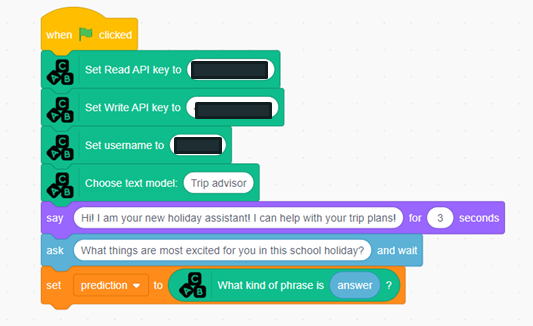 when clicked
C A B Set Read API key to
C A B Set Write API key to
C A B Set username to
C A B Choose text model: Trip advisor
say Hi! I am your new holiday assistant! I can help with your trip plans! for 3 seconds
ask What things are most excited for you in this school holiday? and wait
set prediction to C A B What kind of phrase is answer ?